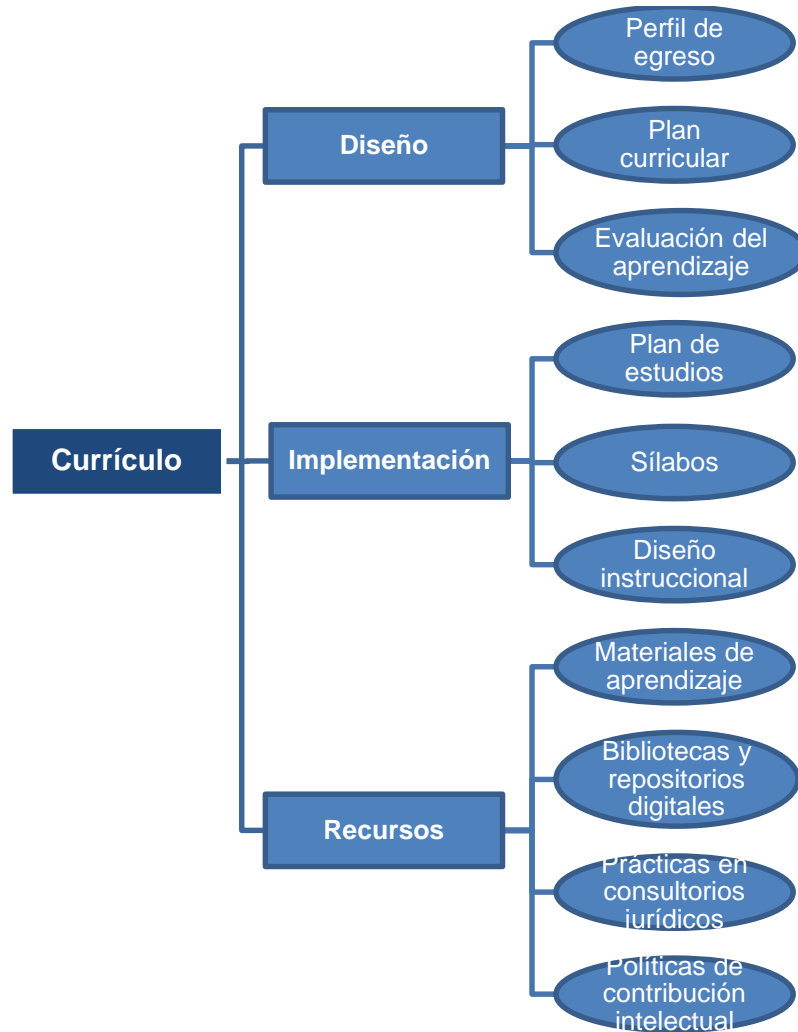 Currículo
Diseño
Perfil de
egreso
Plan
curricular
Evaluación del
aprendizaje
Implementación
Plan de
estudios
Sílabos
Diseño
instruccional
Recursos
Materiales de
aprendizaje
Bibliotecas y
repositorios
digitales
Prácticas en
consultorios
jurídicos
Políticas de
contribución
intelectual